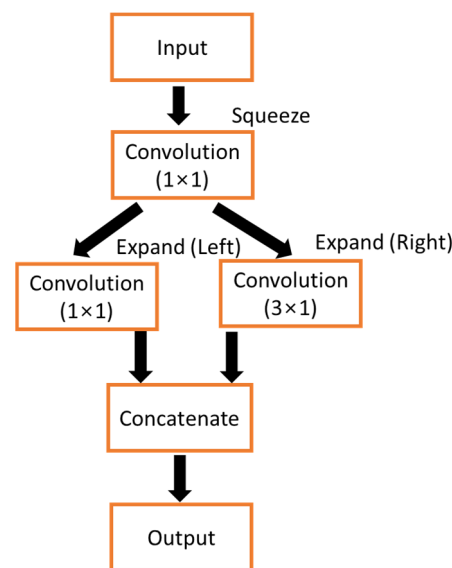 Input
Squeeze
Convolution
(1×1)
Expand (Left)
Expand (Right)
Convolution
(1×1)
Convolution
(3×1)
Concatenate
Output